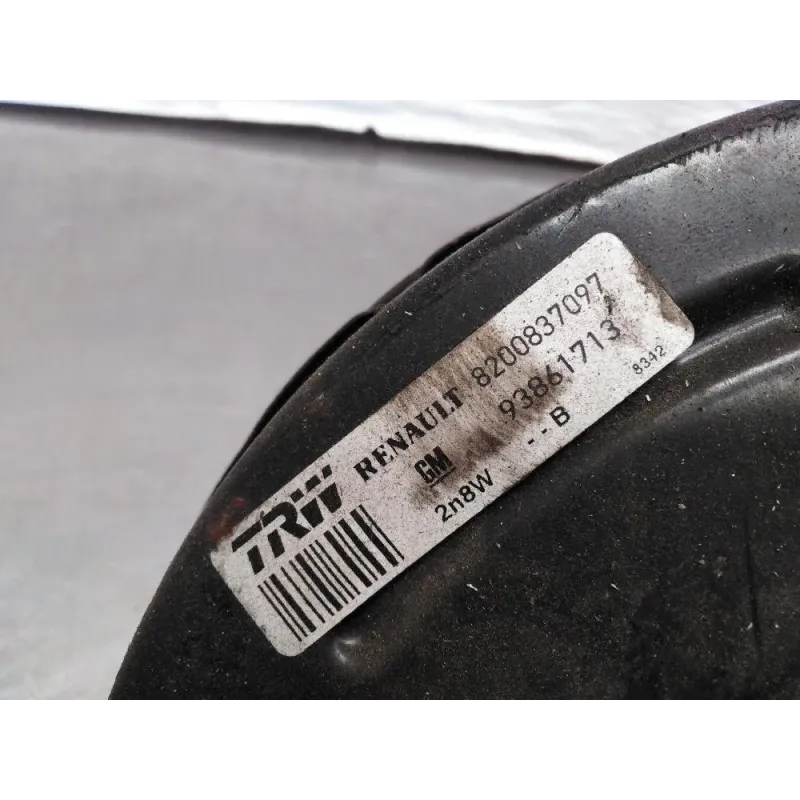 TRW
RENAULT 8200837097
GM 93861713
2n8W - - B 8342